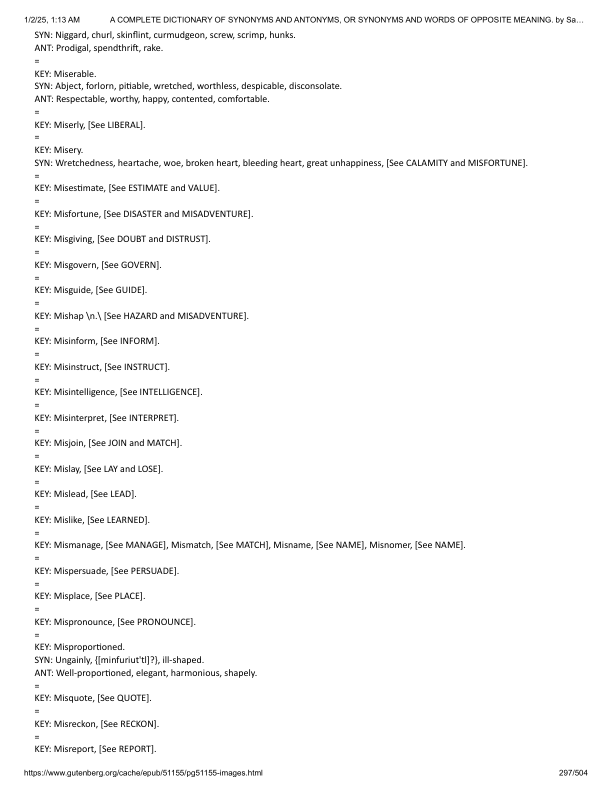 1/2/25, 1:13 AM A COMPLETE DICTIONARY OF SYNONYMS AND ANTONYMS, OR SYNONYMS AND WORDS OF OPPOSITE MEANING. by Sa…
SYN: Niggard, churl, skinflint, curmudgeon, screw, scrimp, hunks.
ANT: Prodigal, spendthrift, rake.
=
KEY: Miserable.
SYN: Abject, forlorn, pitiable, wretched, worthless, despicable, disconsolate.
ANT: Respectable, worthy, happy, contented, comfortable.
=
KEY: Miserly, [See LIBERAL].
=
KEY: Misery.
SYN: Wretchedness, heartache, woe, broken heart, bleeding heart, great unhappiness, [See CALAMITY and MISFORTUNE].
=
KEY: Misestimate, [See ESTIMATE and VALUE].
=
KEY: Misfortune, [See DISASTER and MISADVENTURE].
=
KEY: Misgiving, [See DOUBT and DISTRUST].
=
KEY: Misgovern, [See GOVERN].
=
KEY: Misguide, [See GUIDE].
=
KEY: Mishap \n.\ [See HAZARD and MISADVENTURE].
=
KEY: Misinform, [See INFORM].
=
KEY: Misinstruct, [See INSTRUCT].
=
KEY: Misintelligence, [See INTELLIGENCE].
=
KEY: Misinterpret, [See INTERPRET].
=
KEY: Misjoin, [See JOIN and MATCH].
=
KEY: Mislay, [See LAY and LOSE].
=
KEY: Mislead, [See LEAD].
=
KEY: Mislike, [See LEARNED].
=
KEY: Mismanage, [See MANAGE], Mismatch, [See MATCH], Misname, [See NAME], Misnomer, [See NAME].
=
KEY: Mispersuade, [See PERSUADE].
=
KEY: Misplace, [See PLACE].
=
KEY: Mispronounce, [See PRONOUNCE].
=
KEY: Misproportioned.
SYN: Ungainly, {[minfuriut'tl]?}, ill-shaped.
ANT: Well-proportioned, elegant, harmonious, shapely.
=
KEY: Misquote, [See QUOTE].
=
KEY: Misreckon, [See RECKON].
=
KEY: Misreport, [See REPORT].
https://www.gutenberg.org/cache/epub/51155/pg51155-images.html 297/504